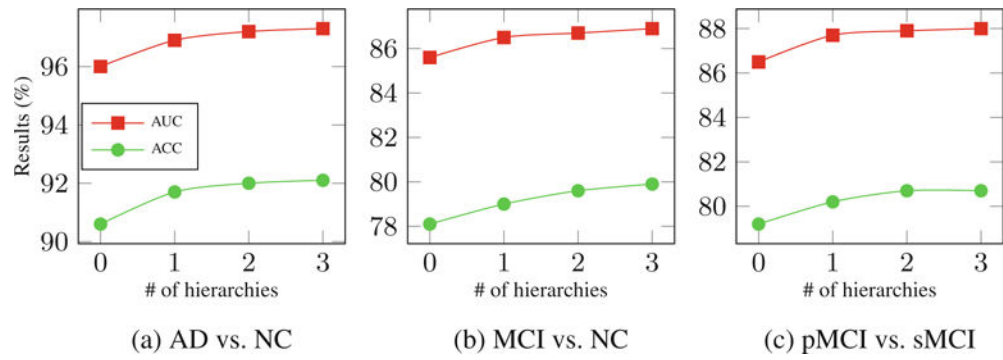 Results (%)
96
94
92
90
AUC
ACC
0 1 2 3
# of hierarchies
(a) AD vs. NC
86
84
82
80
78
0 1 2 3
# of hierarchies
(b) MCI vs. NC
88
86
84
82
80
0 1 2 3
# of hierarchies
(c) pMCI vs. sMCI